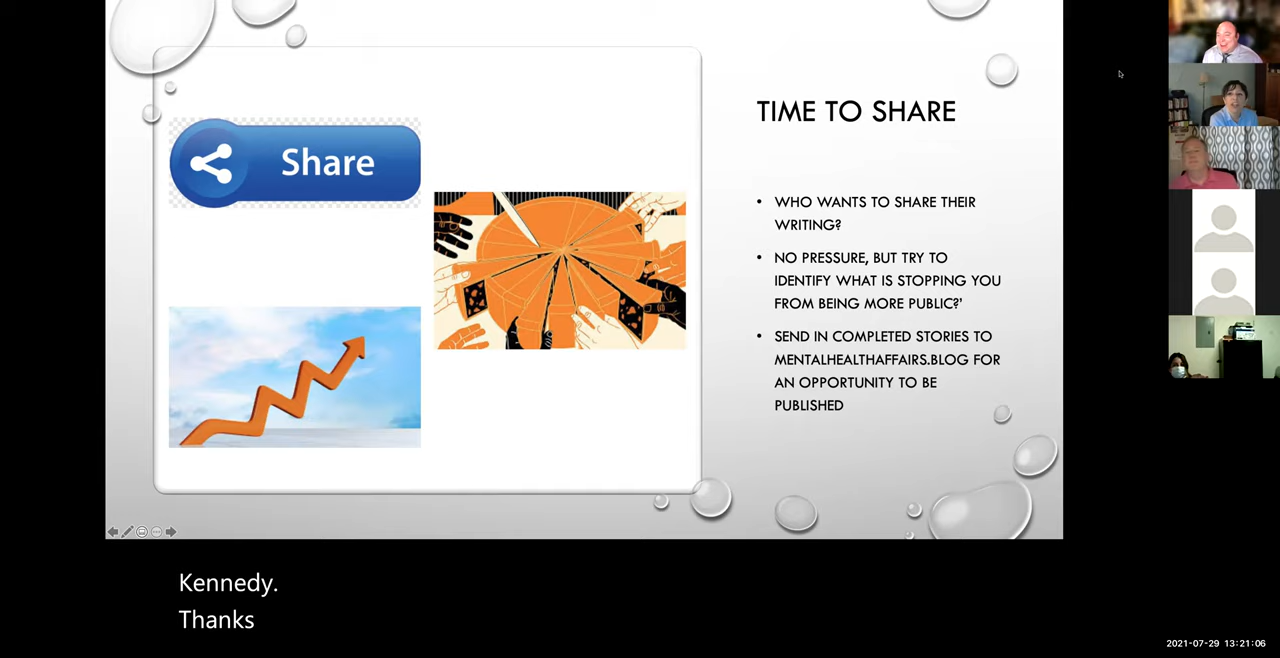 Share
TIME TO SHARE
• WHO WANTS TO SHARE THEIR
WRITING?
• NO PRESSURE, BUT TRY TO
IDENTIFY WHAT IS STOPPING YOU
FROM BEING MORE PUBLIC?'
• SEND IN COMPLETED STORIES TO
MENTALHEALTHAFFAIRS.BLOG FOR
AN OPPORTUNITY TO BE
PUBLISHED
Kennedy.
Thanks
2021-07-29 13:21:06